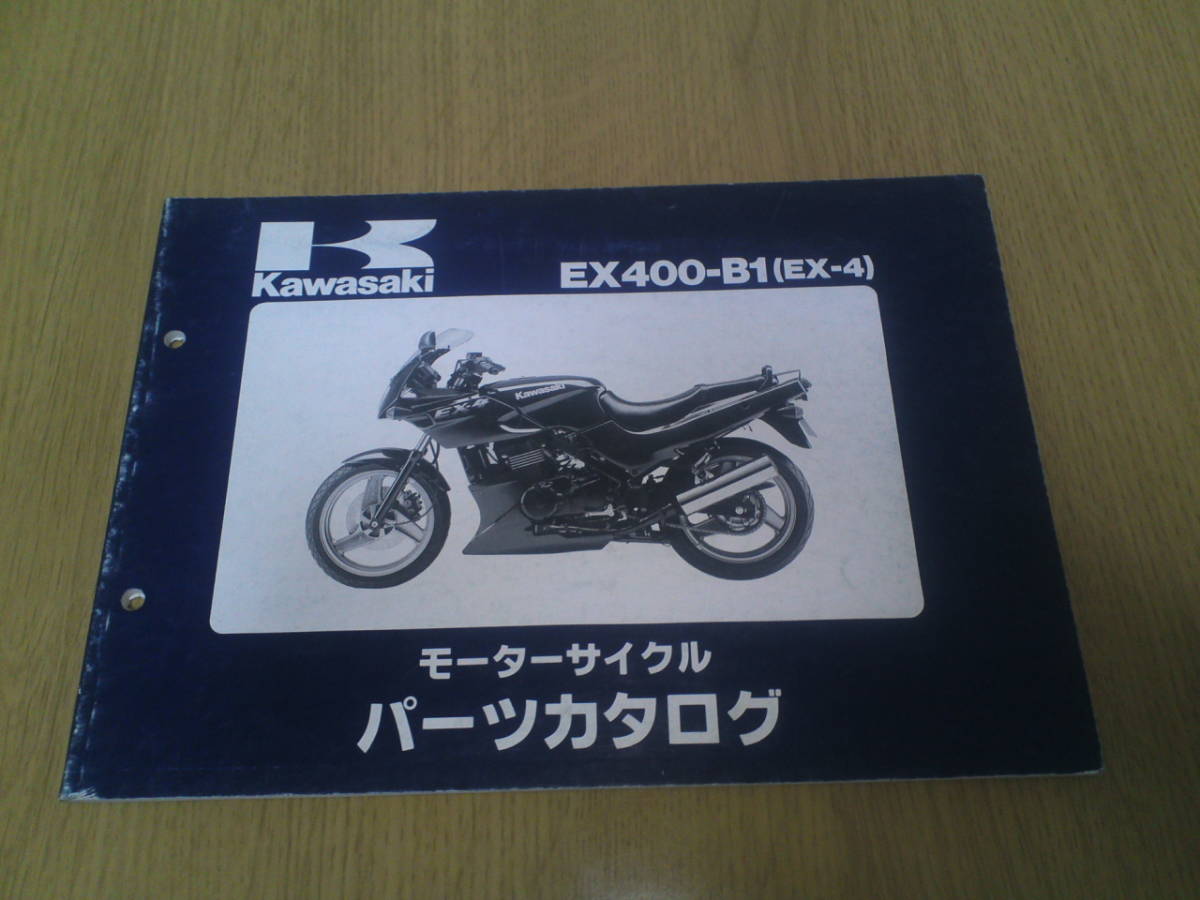 Kawasaki
EX400-B1(EX-4)
Kawasaki
EX-4
モーターサイクル
パーツカタログ